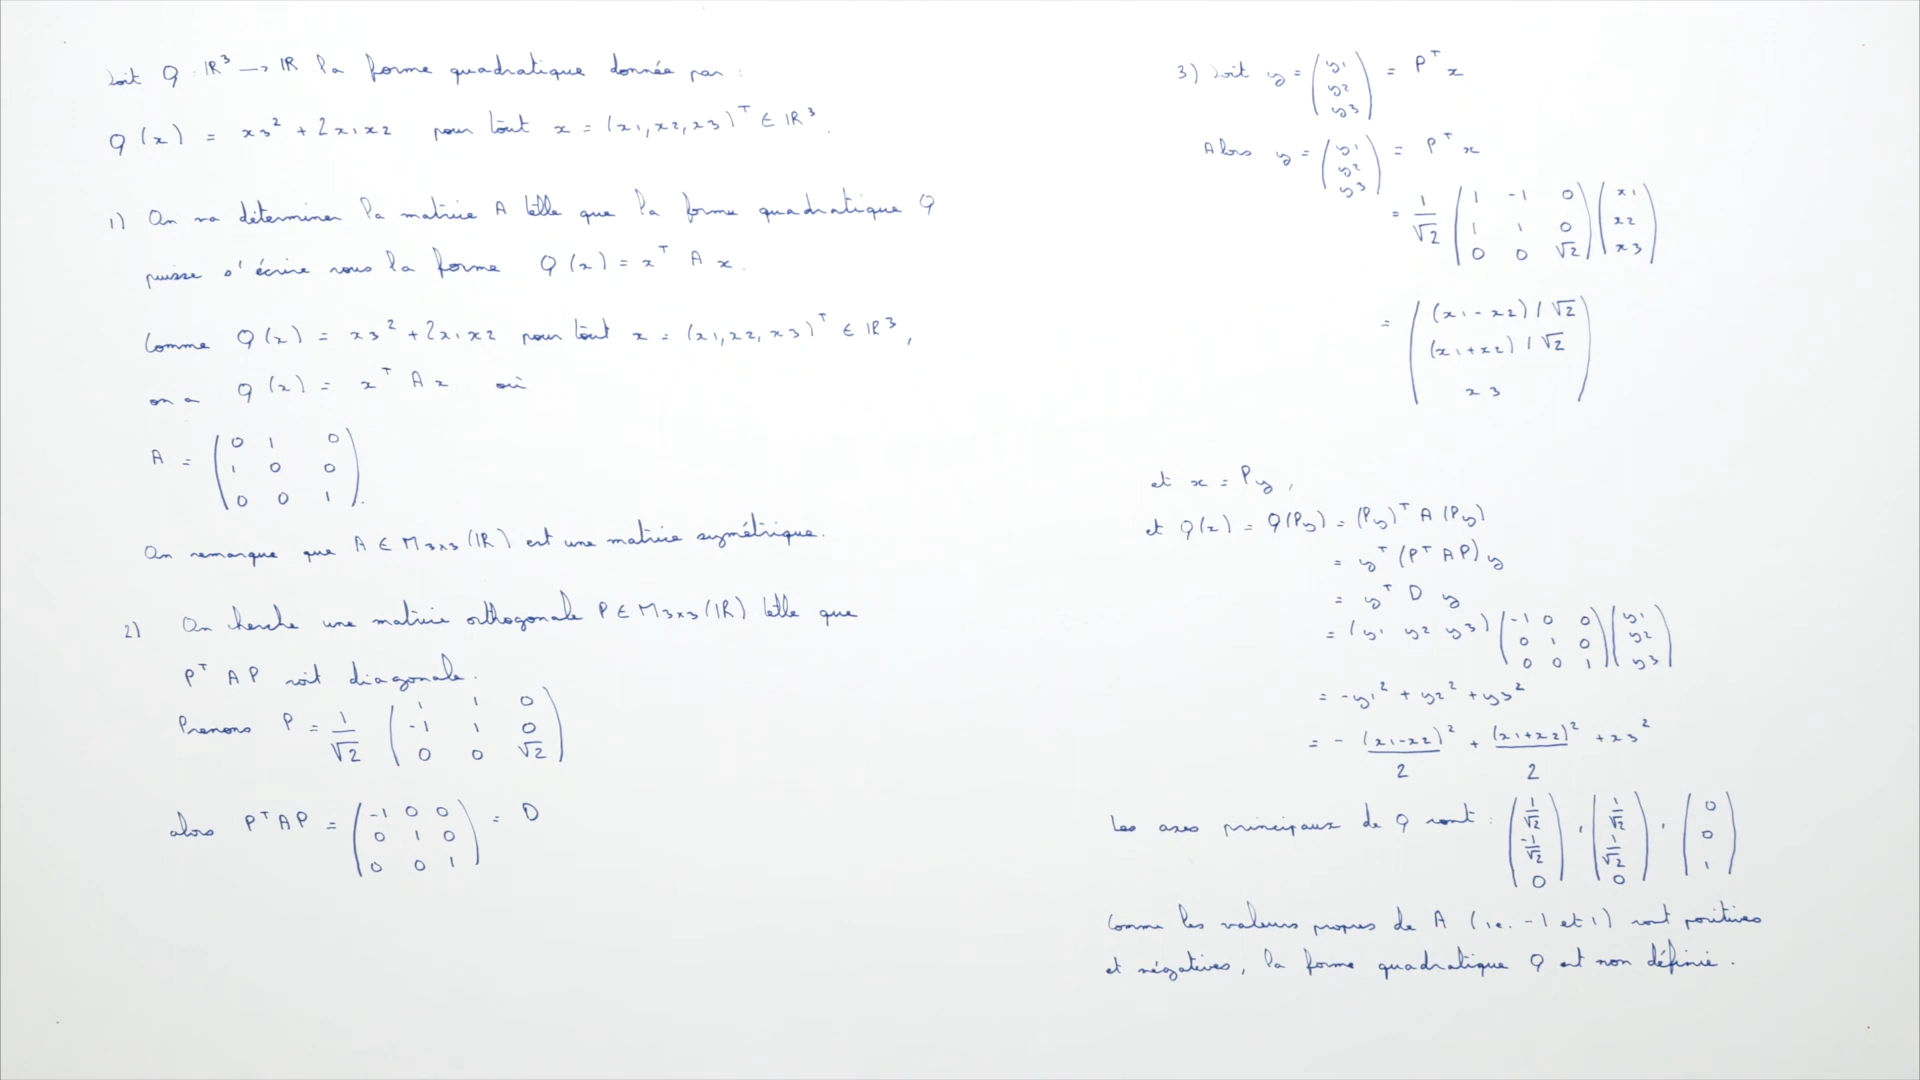 Soit Q : ℝ³ → ℝ la forme quadratique donnée par :
Q(x) = x3² + 2x1x2 pour tout x = (x1, x2, x3)ᵀ ∈ ℝ³.
1) On va déterminer la matrice A telle que la forme quadratique Q
puisse s'écrire sous la forme Q(x) = xᵀ A x.
Comme Q(x) = x3² + 2x1x2 pour tout x = (x1, x2, x3)ᵀ ∈ ℝ³,
on a Q(x) = xᵀ A x où
A = ( 0 1 0
1 0 0
0 0 1 ).
On remarque que A ∈ M3x3(ℝ) est une matrice symétrique.
2) On cherche une matrice orthogonale P ∈ M3x3(ℝ) telle que
Pᵀ A P soit diagonale.
Prenons P = 1/√2 ( 1 1 0
-1 1 0
0 0 √2 )
alors PᵀAP = ( -1 0 0
0 1 0
0 0 1 ) = D
3) Soit y = ( y1
y2
y3 ) = Pᵀ x
Alors y = ( y1
y2
y3 ) = Pᵀ x
= 1/√2 ( 1 -1 0
1 1 0
0 0 √2 ) ( x1
x2
x3 )
= ( (x1 - x2) / √2
(x1 + x2) / √2
x3 )
et x = Py,
et Q(x) = Q(Py) = (Py)ᵀ A (Py)
= yᵀ (Pᵀ A P) y
= yᵀ D y
= (y1 y2 y3) ( -1 0 0
0 1 0
0 0 1 ) ( y1
y2
y3 )
= -y1² + y2² + y3²
= - (x1-x2)²/2 + (x1+x2)²/2 + x3²
Les axes principaux de Q sont : ( 1/√2
-1/√2
0 ), ( 1/√2
1/√2
0 ), ( 0
0
1 )
Comme les valeurs propres de A (i.e. -1 et 1) sont positives
et négatives, la forme quadratique Q est non définie.